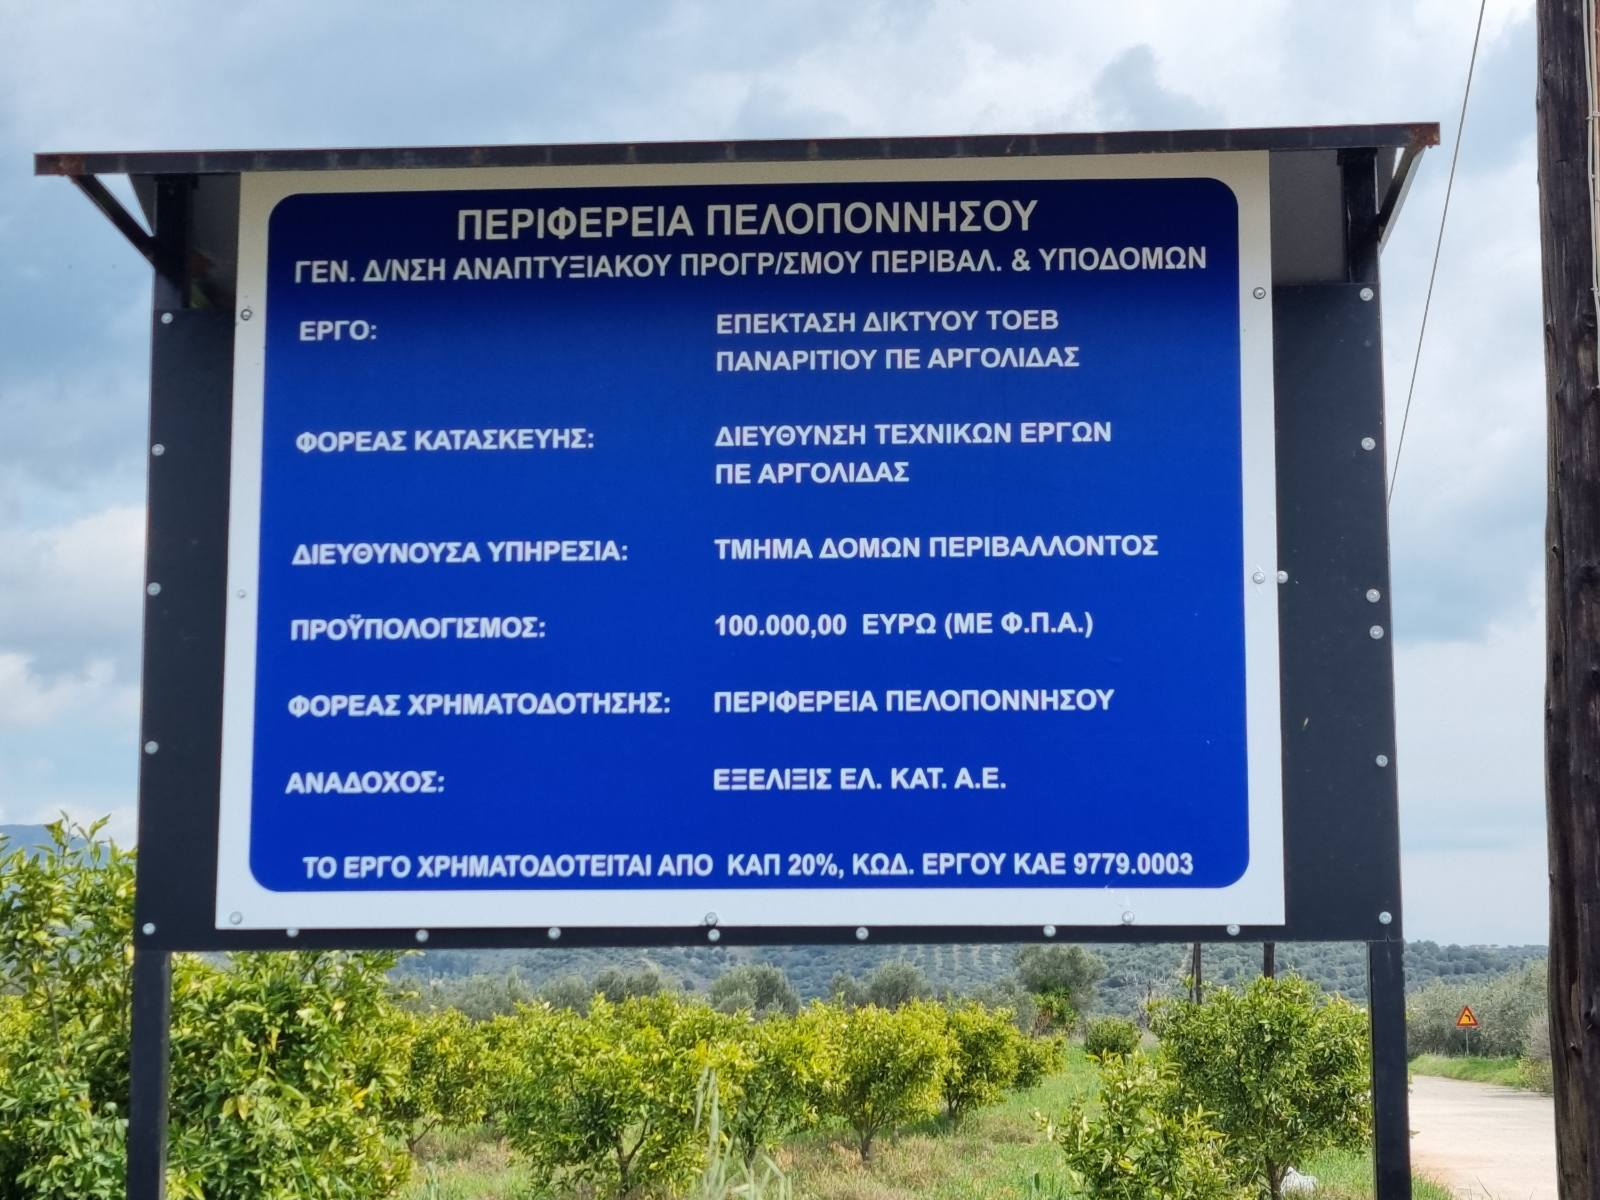 ΠΕΡΙΦΕΡΕΙΑ ΠΕΛΟΠΟΝΝΗΣΟΥ
ΓΕΝ. Δ/ΝΣΗ ΑΝΑΠΤΥΞΙΑΚΟΥ ΠΡΟΓΡ/ΣΜΟΥ ΠΕΡΙΒΑΛ. & ΥΠΟΔΟΜΩΝ
ΕΡΓΟ: ΕΠΕΚΤΑΣΗ ΔΙΚΤΥΟΥ ΤΟΕΒ
ΠΑΝΑΡΙΤΙΟΥ ΠΕ ΑΡΓΟΛΙΔΑΣ
ΦΟΡΕΑΣ ΚΑΤΑΣΚΕΥΗΣ: ΔΙΕΥΘΥΝΣΗ ΤΕΧΝΙΚΩΝ ΕΡΓΩΝ
ΠΕ ΑΡΓΟΛΙΔΑΣ
ΔΙΕΥΘΥΝΟΥΣΑ ΥΠΗΡΕΣΙΑ: ΤΜΗΜΑ ΔΟΜΩΝ ΠΕΡΙΒΑΛΛΟΝΤΟΣ
ΠΡΟΫΠΟΛΟΓΙΣΜΟΣ: 100.000,00 ΕΥΡΩ (ΜΕ Φ.Π.Α.)
ΦΟΡΕΑΣ ΧΡΗΜΑΤΟΔΟΤΗΣΗΣ: ΠΕΡΙΦΕΡΕΙΑ ΠΕΛΟΠΟΝΝΗΣΟΥ
ΑΝΑΔΟΧΟΣ: ΕΞΕΛΙΞΙΣ ΕΛ. ΚΑΤ. Α.Ε.
ΤΟ ΕΡΓΟ ΧΡΗΜΑΤΟΔΟΤΕΙΤΑΙ ΑΠΟ ΚΑΠ 20%, ΚΩΔ. ΕΡΓΟΥ ΚΑΕ 9779.0003